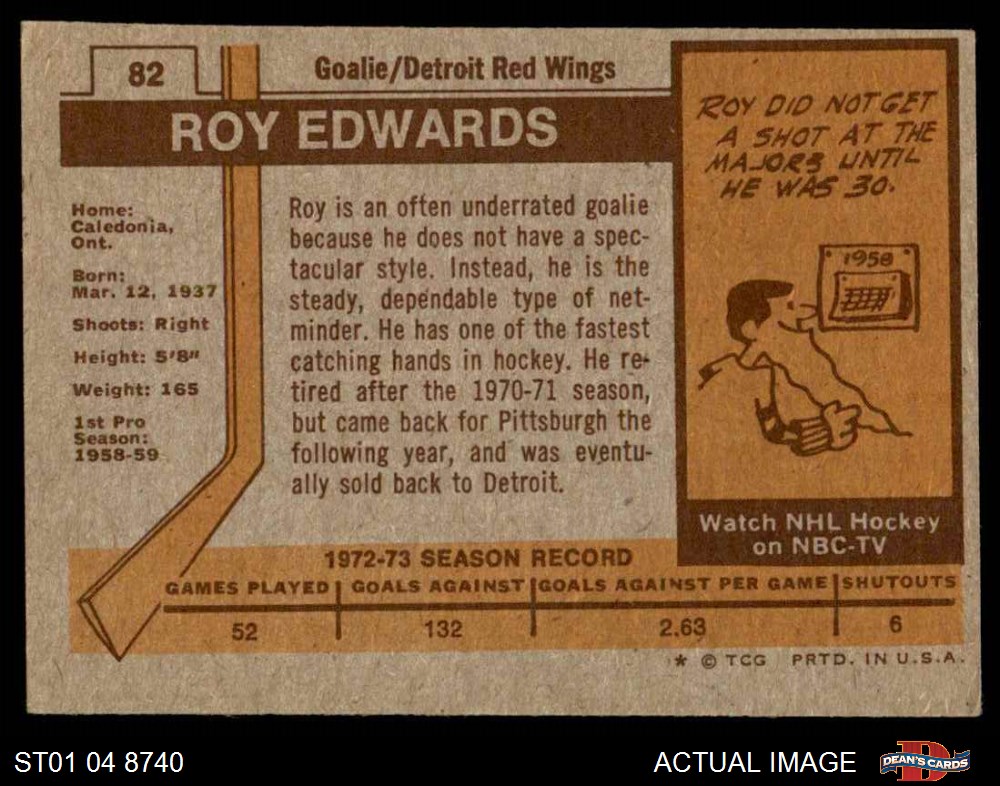 82
Goalie/Detroit Red Wings
ROY EDWARDS
Home:
Caledonia,
Ont.
Born:
Mar. 12, 1937
Shoots: Right
Height: 5'8"
Weight: 165
1st Pro
Season:
1958-59
Roy is an often underrated goalie
because he does not have a spec-
tacular style. Instead, he is the
steady, dependable type of net-
minder. He has one of the fastest
catching hands in hockey. He re-
tired after the 1970-71 season,
but came back for Pittsburgh the
following year, and was eventu-
ally sold back to Detroit.
ROY DID NOT GET
A SHOT AT THE
MAJORS UNTIL
HE WAS 30.
1958
Watch NHL Hockey
on NBC-TV
1972-73 SEASON RECORD
GAMES PLAYED GOALS AGAINST GOALS AGAINST PER GAME SHUTOUTS
52 132 2.63 6
* © TCG PRTD. IN U.S.A.
ST01 04 8740
ACTUAL IMAGE
D
DEAN'S CARDS